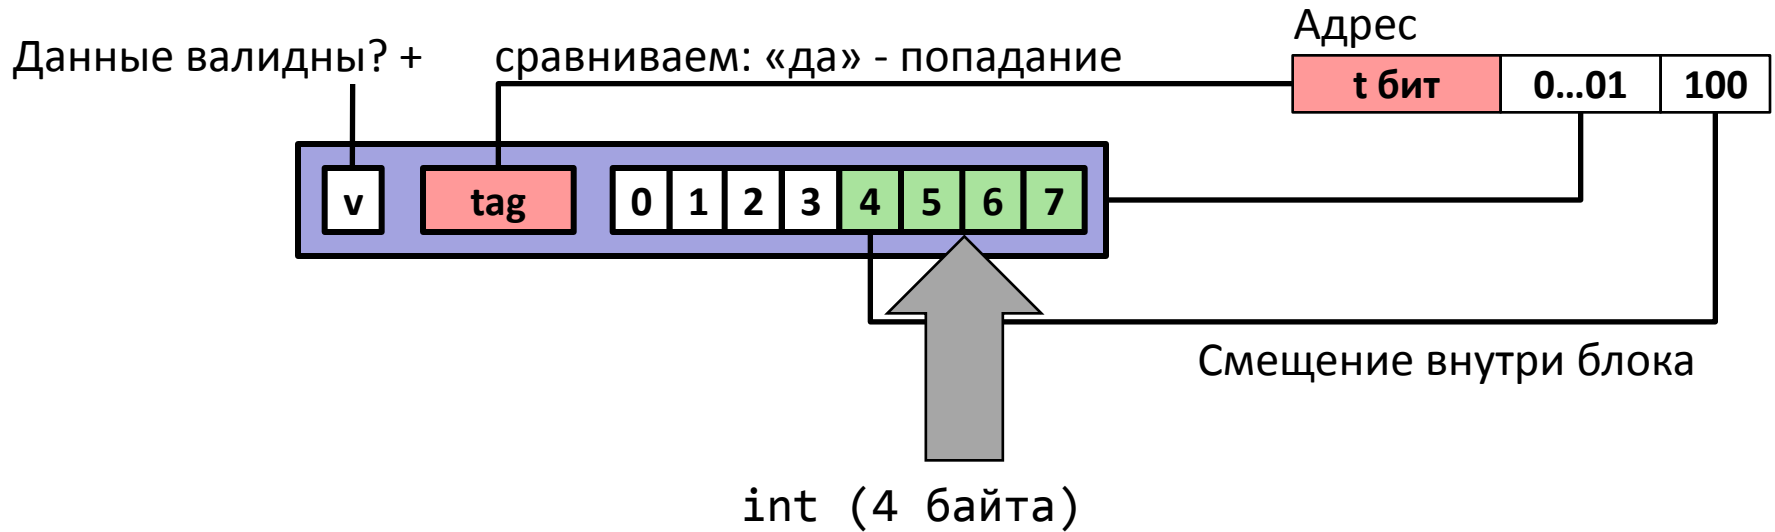 Адрес
Данные валидны? + сравниваем: «да» - попадание
t бит 0...01 100
v tag 0 1 2 3 4 5 6 7
Смещение внутри блока
int (4 байта)